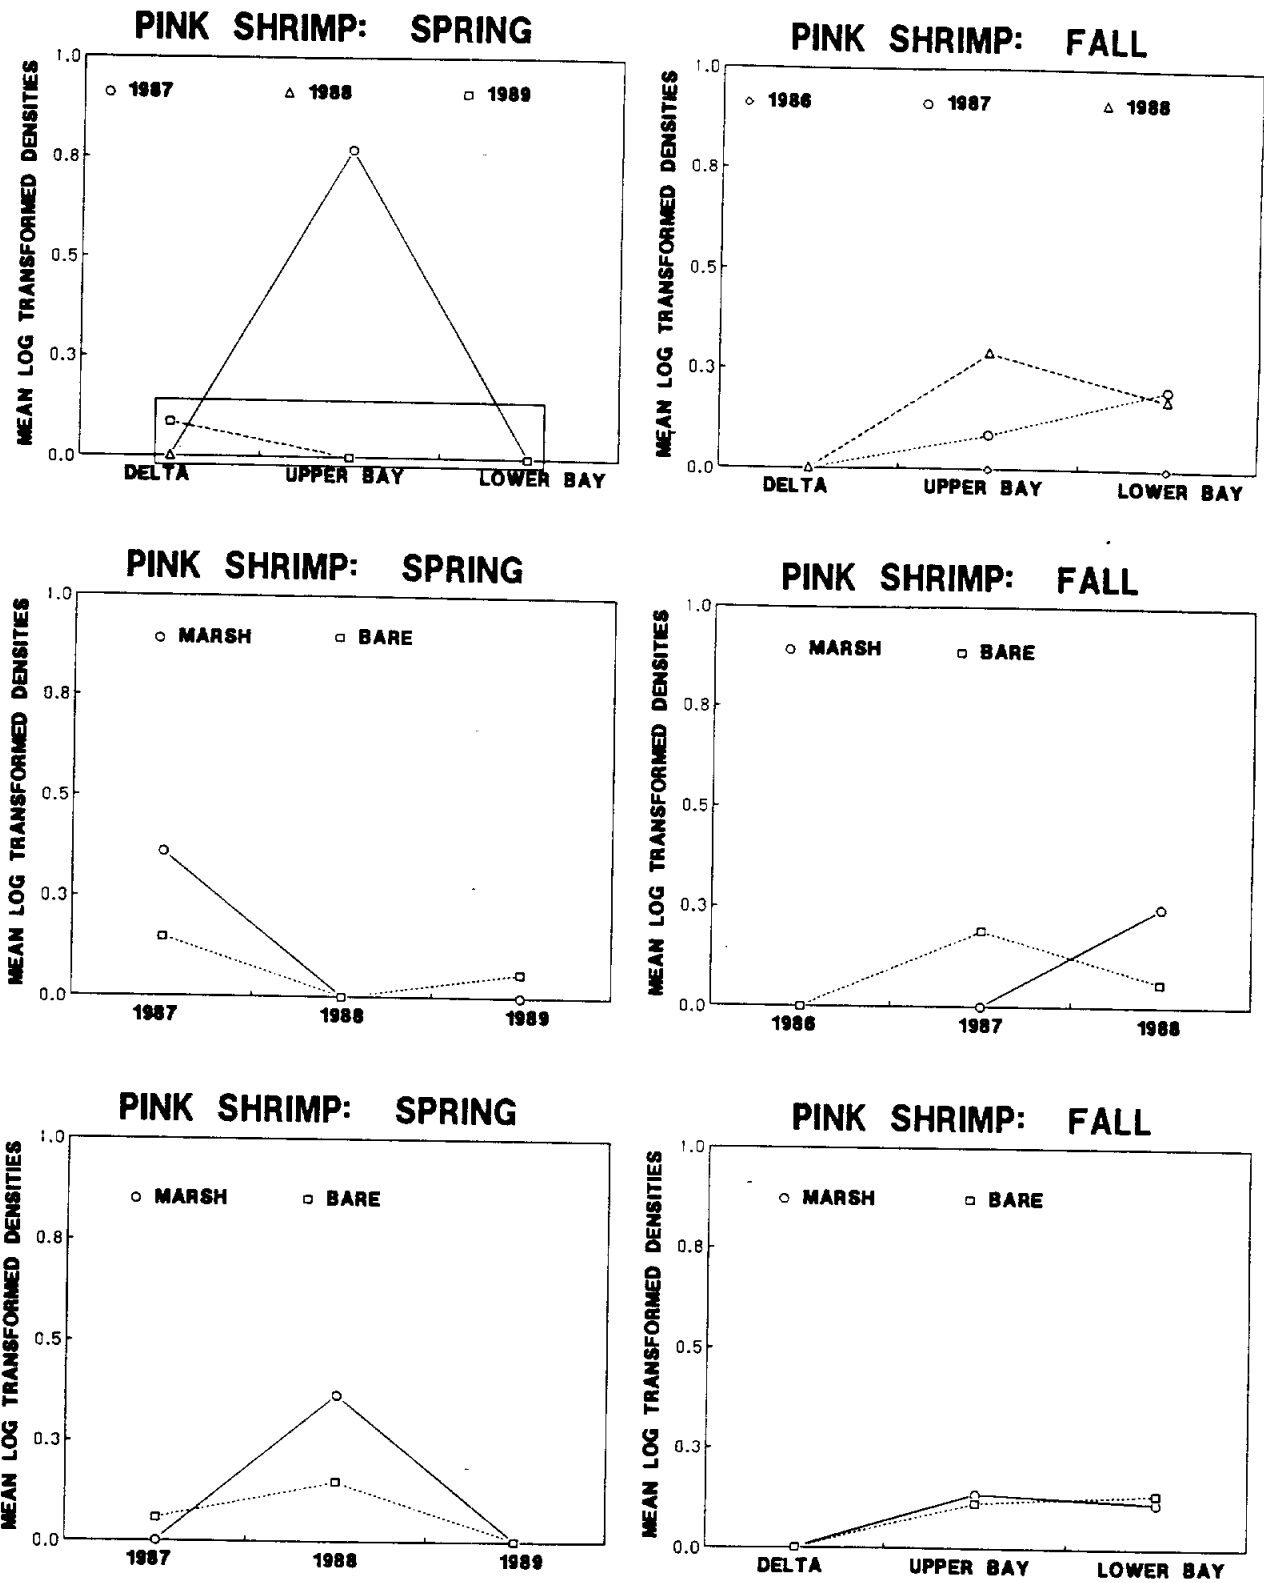 PINK SHRIMP: SPRING
MEAN LOG TRANSFORMED DENSITIES
1.0
0.8
0.5
0.3
0.0
1987 1988 1989
DELTA UPPER BAY LOWER BAY
PINK SHRIMP: FALL
MEAN LOG TRANSFORMED DENSITIES
1.0
0.8
0.5
0.3
0.0
1986 1987 1988
DELTA UPPER BAY LOWER BAY
PINK SHRIMP: SPRING
MEAN LOG TRANSFORMED DENSITIES
1.0
0.8
0.5
0.3
0.0
MARSH BARE
1987 1988 1989
PINK SHRIMP: FALL
MEAN LOG TRANSFORMED DENSITIES
1.0
0.8
0.5
0.3
0.0
MARSH BARE
1986 1987 1988
PINK SHRIMP: SPRING
MEAN LOG TRANSFORMED DENSITIES
1.0
0.8
0.5
0.3
0.0
MARSH BARE
1987 1988 1989
PINK SHRIMP: FALL
MEAN LOG TRANSFORMED DENSITIES
1.0
0.8
0.5
0.3
0.0
MARSH BARE
DELTA UPPER BAY LOWER BAY